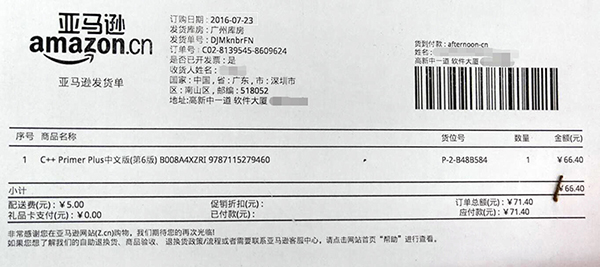 亚马逊
amazon.cn
亚马逊发货单
订购日期: 2016-07-23
发货库房: 广州库房
发货单号: DJMknbrFN
订单号: C02-8139545-8609624
是否已开发票: 是
收货人姓名:
国家: 中国, 省: 广东, 市: 深圳市
区: 南山区, 邮编: 518052
地址: 高新中一道 软件大厦
货到付款: afternoon-cn
姓名:
高新中一道 软件大厦
序号 商品名称 货位号 数量 金额(元)
1 C++ Primer Plus中文版(第6版) B008A4XZRI 9787115279460 P-2-B48B584 1 ¥66.40
小计 ¥66.40
配送费(元): ¥5.00 促销折扣(元): 订单总额(元): ¥71.40
礼品卡支付(元): ¥0.00 已付款(元): 应付款(元): ¥71.40
非常感谢您在亚马逊网站(Z.cn)购物, 我们期待您的再次光临!
如果您想了解我们的自助退换货、商品验收、退换货政策/流程或者需要联系亚马逊客服中心, 请点击网站首页“帮助”进行查看。